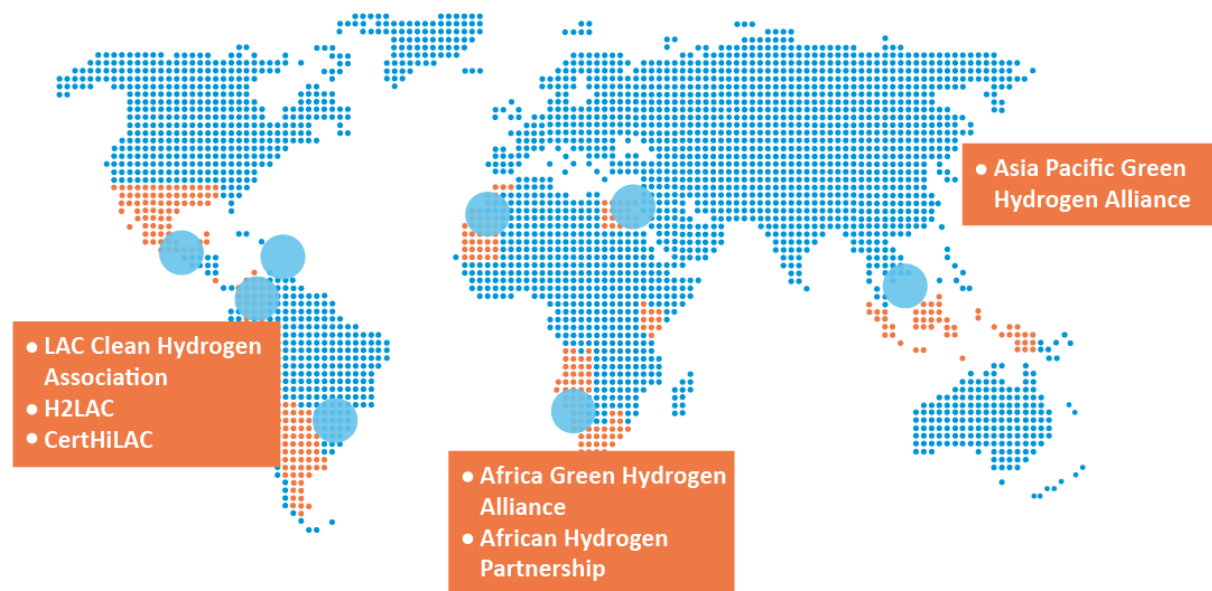 ● Asia Pacific Green
Hydrogen Alliance
● LAC Clean Hydrogen
Association
● H2LAC
● CertHiLAC
● Africa Green Hydrogen
Alliance
● African Hydrogen
Partnership